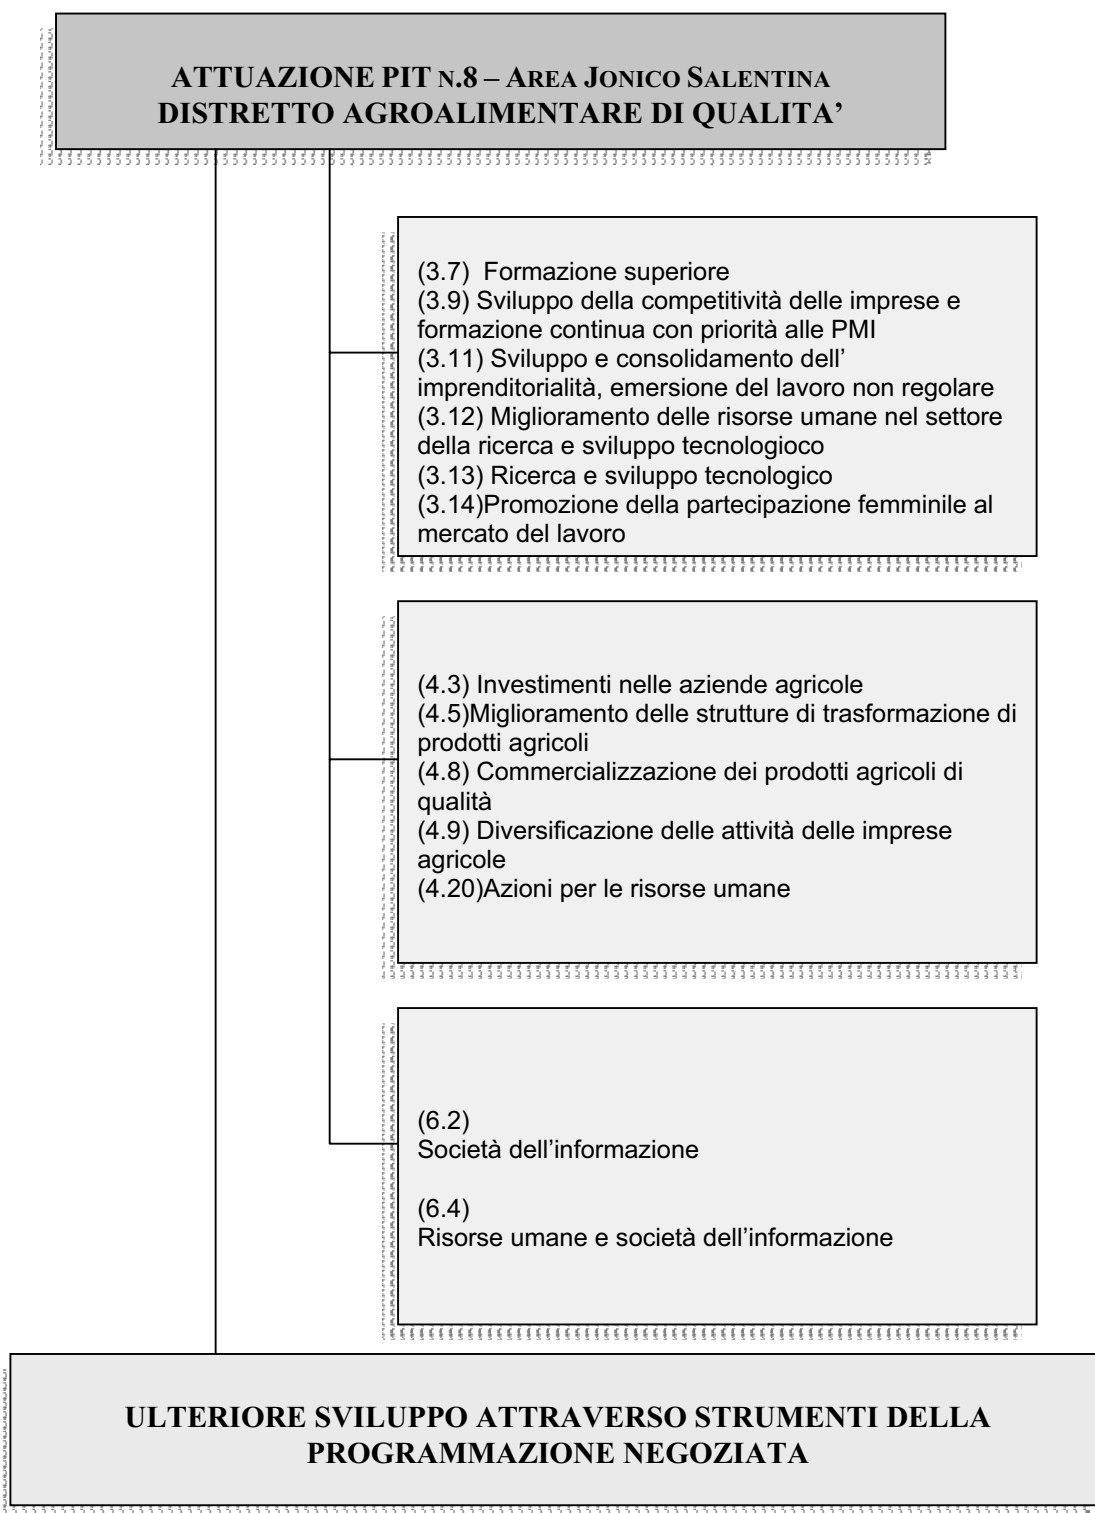 ATTUAZIONE PIT N.8 – AREA JONICO SALENTINA
DISTRETTO AGROALIMENTARE DI QUALITA’
(3.7) Formazione superiore
(3.9) Sviluppo della competitività delle imprese e
formazione continua con priorità alle PMI
(3.11) Sviluppo e consolidamento dell’
imprenditorialità, emersione del lavoro non regolare
(3.12) Miglioramento delle risorse umane nel settore
della ricerca e sviluppo tecnologioco
(3.13) Ricerca e sviluppo tecnologico
(3.14)Promozione della partecipazione femminile al
mercato del lavoro
(4.3) Investimenti nelle aziende agricole
(4.5)Miglioramento delle strutture di trasformazione di
prodotti agricoli
(4.8) Commercializzazione dei prodotti agricoli di
qualità
(4.9) Diversificazione delle attività delle imprese
agricole
(4.20)Azioni per le risorse umane
(6.2)
Società dell’informazione
(6.4)
Risorse umane e società dell’informazione
ULTERIORE SVILUPPO ATTRAVERSO STRUMENTI DELLA
PROGRAMMAZIONE NEGOZIATA